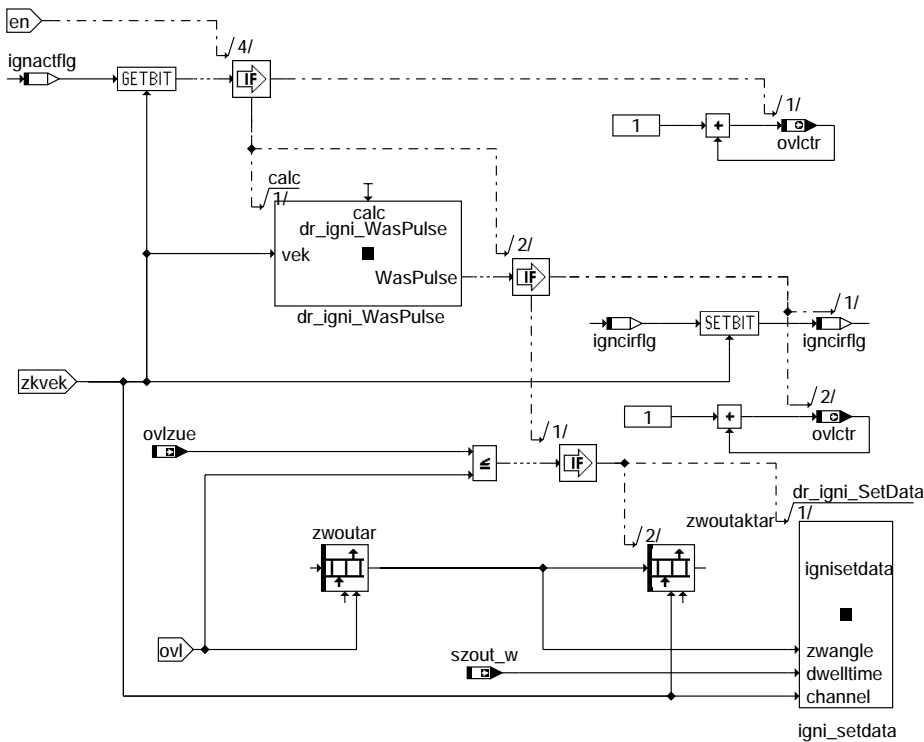 en
/4/
ignactflg
GETBIT
IF
/1/
1
+
ovlctr
calc
1/
calc
dr_igni_WasPulse
vek
WasPulse
dr_igni_WasPulse
/2/
IF
/1/
igncirflg
SETBIT
igncirflg
zkvek
/2/
1
+
ovlctr
ovlzue
/1/
≤
IF
dr_igni_SetData
1/
zwoutar
zwoutaktar
/2/
ignisetdata
ovl
szout_w
zwangle
dwelltime
channel
igni_setdata